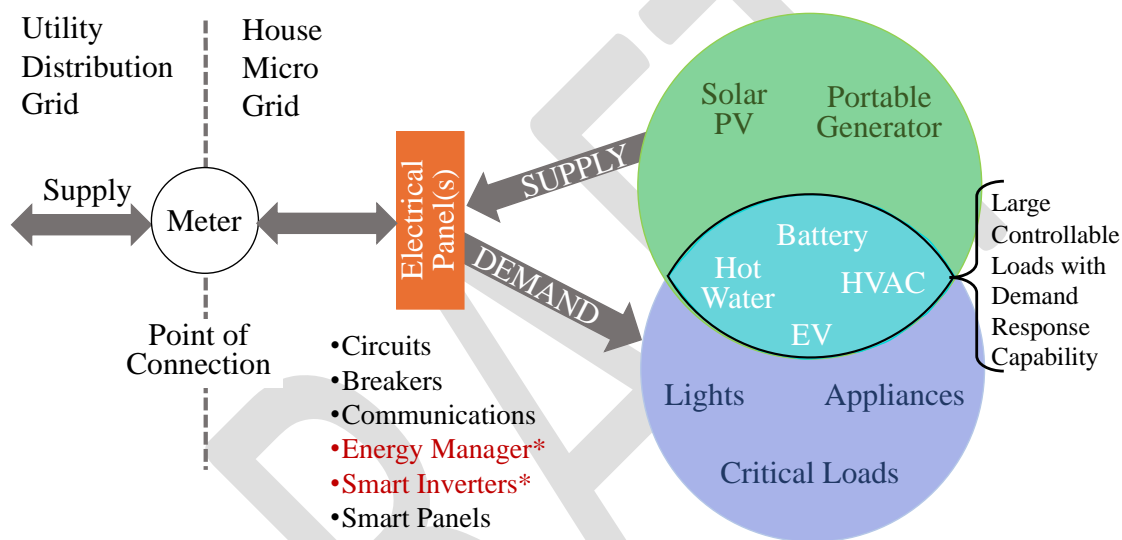 Utility
Distribution
Grid
House
Micro
Grid
Supply
Meter
Point of
Connection
Electrical
Panel(s)
SUPPLY
DEMAND
•Circuits
•Breakers
•Communications
•Energy Manager*
•Smart Inverters*
•Smart Panels
Solar
PV
Portable
Generator
Battery
Hot
Water
HVAC
EV
Lights
Appliances
Critical Loads
Large
Controllable
Loads with
Demand
Response
Capability
DRAFT